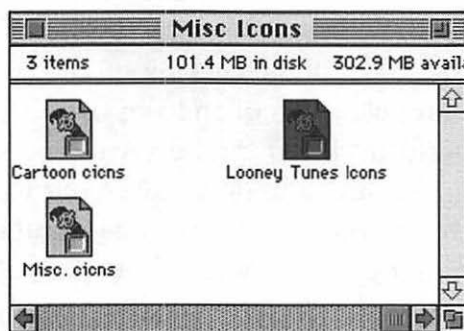 Misc Icons
3 items 101.4 MB in disk 302.9 MB availa
Cartoon cicns Looney Tunes Icons
Misc. cicns